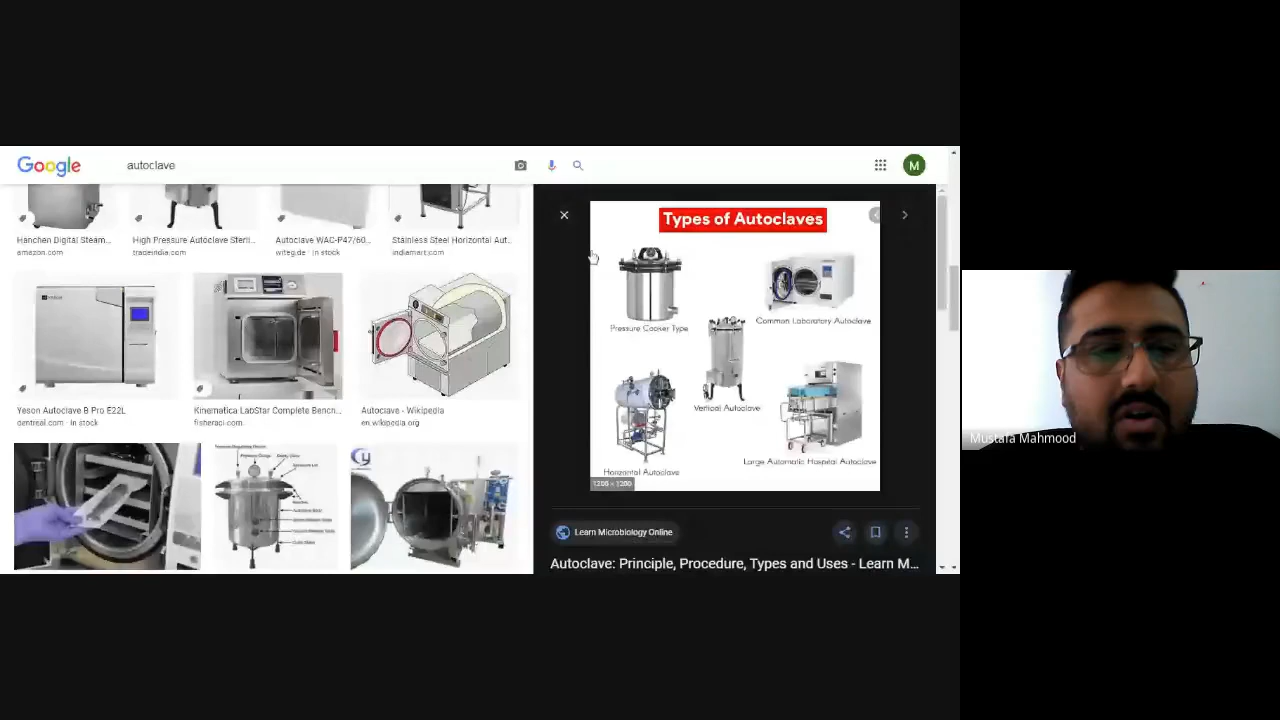 Google
autoclave
M
Hanchen Digital Steam...
amazon.com
High Pressure Autoclave Steril...
tradeindia.com
Autoclave WAC-P47/60...
witeg.de · In stock
Stainless Steel Horizontal Aut...
indiamart.com
Types of Autoclaves
Pressure Cooker Type
Common Laboratory Autoclave
Vertical Autoclave
Horizontal Autoclave
Large Automatic Hospital Autoclave
1200 × 1200
Yeson Autoclave B Pro E22L
dentreal.com · In stock
Kinematica LabStar Complete Bench...
fishersci.com
Autoclave - Wikipedia
en.wikipedia.org
Learn Microbiology Online
Autoclave: Principle, Procedure, Types and Uses - Learn M...
Mustafa Mahmood